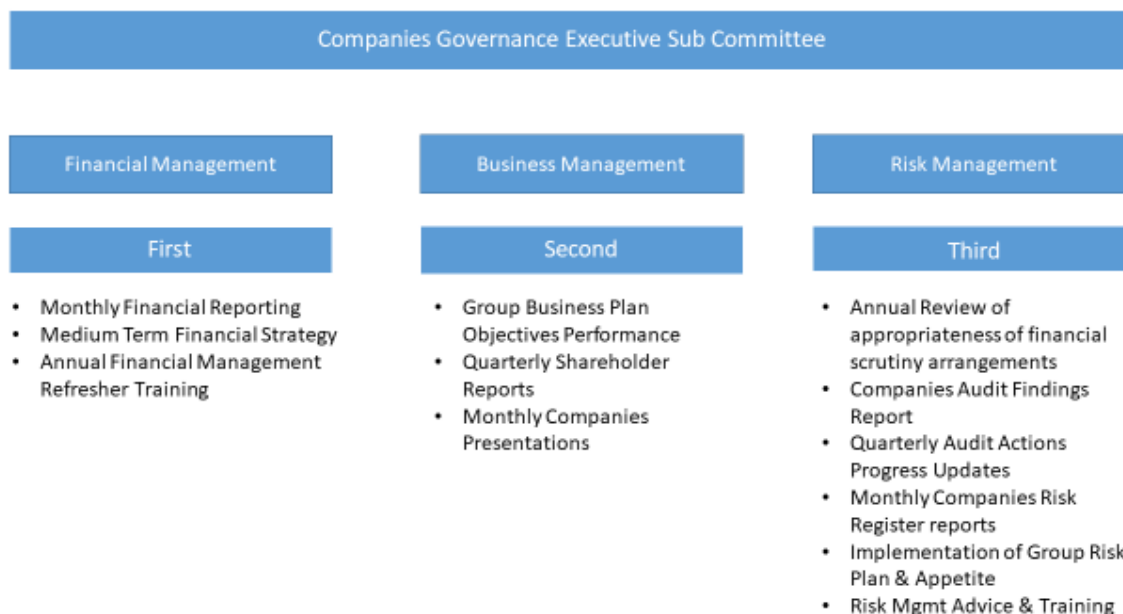 Companies Governance Executive Sub Committee
Financial Management
Business Management
Risk Management
First
Second
Third
• Monthly Financial Reporting
• Medium Term Financial Strategy
• Annual Financial Management
Refresher Training
• Group Business Plan
Objectives Performance
• Quarterly Shareholder
Reports
• Monthly Companies
Presentations
• Annual Review of
appropriateness of financial
scrutiny arrangements
• Companies Audit Findings
Report
• Quarterly Audit Actions
Progress Updates
• Monthly Companies Risk
Register reports
• Implementation of Group Risk
Plan & Appetite
• Risk Mgmt Advice & Training